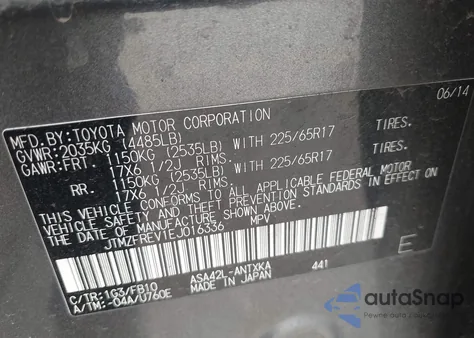 MFD.BY:TOYOTA MOTOR CORPORATION 06/14
GVWR:2035KG (4485LB)
GAWR:FRT. 1150KG (2535LB) WITH 225/65R17 TIRES.
17X6 1/2J RIMS.
RR. 1150KG (2535LB) WITH 225/65R17 TIRES.
17X6 1/2J RIMS.
THIS VEHICLE CONFORMS TO ALL APPLICABLE FEDERAL MOTOR
VEHICLE SAFETY AND THEFT PREVENTION STANDARDS IN EFFECT ON
THE DATE OF MANUFACTURE SHOWN ABOVE.
JTMZFREV1EJ016336 MPV
E
C/TR:1G3/FB10 ASA42L-ANTXKA 441
A/TM:-04A/U760E MADE IN JAPAN
autoSnap
Pewne auta z USA